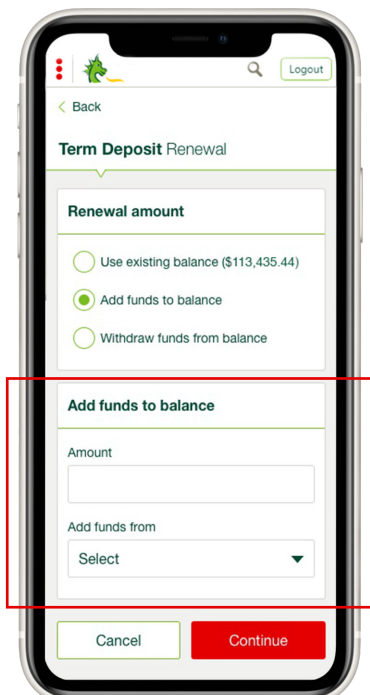 Logout
Back
Term Deposit Renewal
Renewal amount
Use existing balance ($113,435.44)
Add funds to balance
Withdraw funds from balance
Add funds to balance
Amount
Add funds from
Select
Cancel
Continue